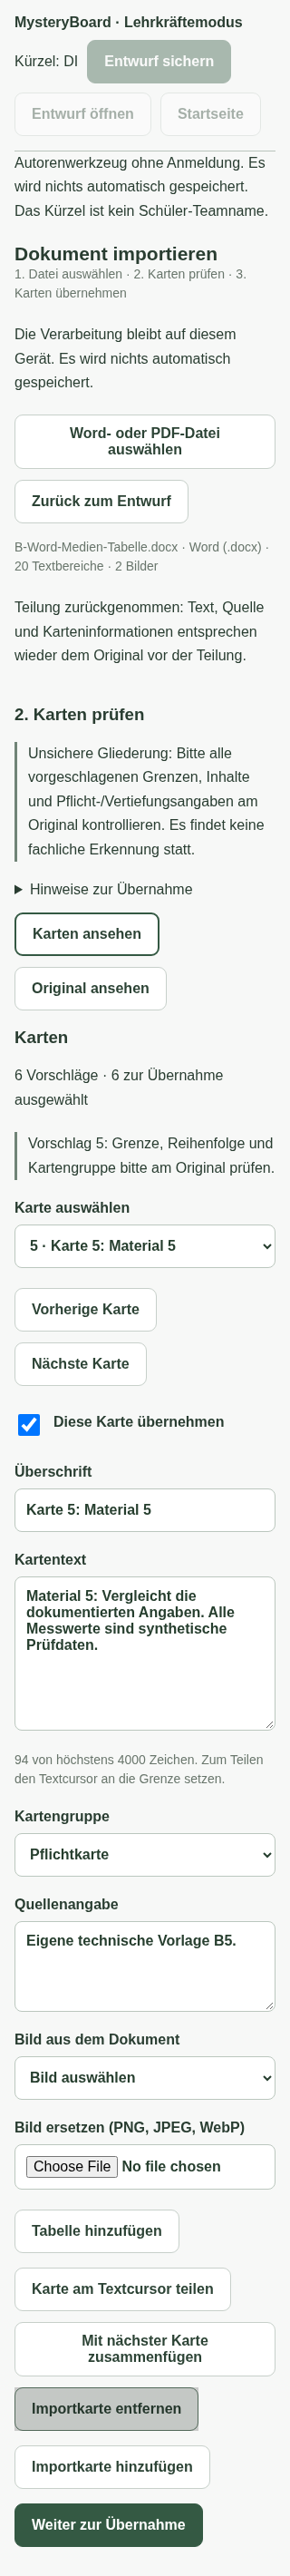 MysteryBoard · Lehrkräftemodus
Kürzel: DI
Entwurf sichern
Entwurf öffnen
Startseite
Autorenwerkzeug ohne Anmeldung. Es
wird nichts automatisch gespeichert.
Das Kürzel ist kein Schüler-Teamname.
Dokument importieren
1. Datei auswählen · 2. Karten prüfen · 3.
Karten übernehmen
Die Verarbeitung bleibt auf diesem
Gerät. Es wird nichts automatisch
gespeichert.
Word- oder PDF-Datei
auswählen
Zurück zum Entwurf
B-Word-Medien-Tabelle.docx · Word (.docx) ·
20 Textbereiche · 2 Bilder
Teilung zurückgenommen: Text, Quelle
und Karteninformationen entsprechen
wieder dem Original vor der Teilung.
2. Karten prüfen
Unsichere Gliederung: Bitte alle
vorgeschlagenen Grenzen, Inhalte
und Pflicht-/Vertiefungsangaben am
Original kontrollieren. Es findet keine
fachliche Erkennung statt.
Hinweise zur Übernahme
Karten ansehen
Original ansehen
Karten
6 Vorschläge · 6 zur Übernahme
ausgewählt
Vorschlag 5: Grenze, Reihenfolge und
Kartengruppe bitte am Original prüfen.
Karte auswählen
5 · Karte 5: Material 5
Vorherige Karte
Nächste Karte
Diese Karte übernehmen
Überschrift
Karte 5: Material 5
Kartentext
Material 5: Vergleicht die
dokumentierten Angaben. Alle
Messwerte sind synthetische
Prüfdaten.
94 von höchstens 4000 Zeichen. Zum Teilen
den Textcursor an die Grenze setzen.
Kartengruppe
Pflichtkarte
Quellenangabe
Eigene technische Vorlage B5.
Bild aus dem Dokument
Bild auswählen
Bild ersetzen (PNG, JPEG, WebP)
Choose File No file chosen
Tabelle hinzufügen
Karte am Textcursor teilen
Mit nächster Karte
zusammenfügen
Importkarte entfernen
Importkarte hinzufügen
Weiter zur Übernahme